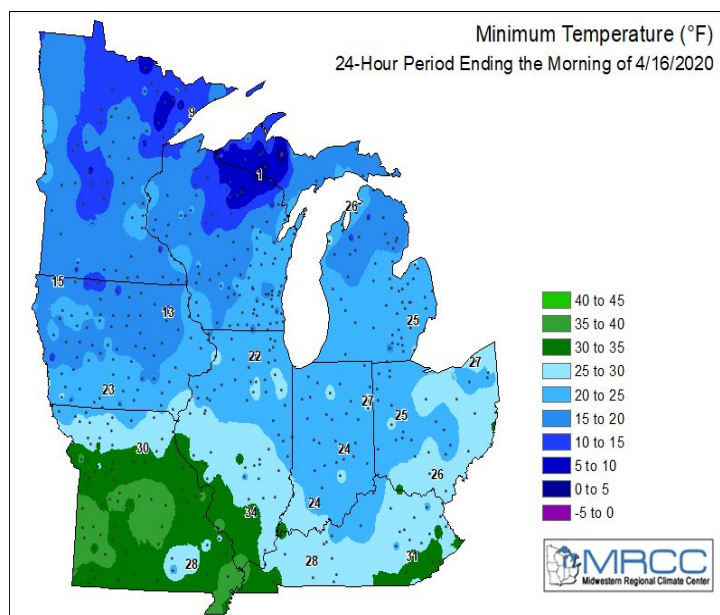 Minimum Temperature (°F)
24-Hour Period Ending the Morning of 4/16/2020
9
1
26
15
13
25
22
27
23
27
25
30
24
26
24
34
28
28
31
40 to 45
35 to 40
30 to 35
25 to 30
20 to 25
15 to 20
10 to 15
5 to 10
0 to 5
-5 to 0
MRCC
Midwestern Regional Climate Center